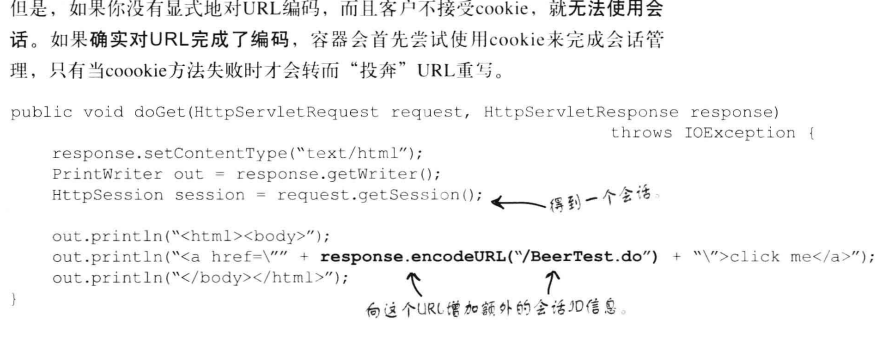 但是，如果你没有显式地对URL编码，而且客户不接受cookie，就无法使用会
话。如果确实对URL完成了编码，容器会首先尝试使用cookie来完成会话管
理，只有当coookie方法失败时才会转而“投奔”URL重写。
public void doGet(HttpServletRequest request, HttpServletResponse response)
throws IOException {
response.setContentType(“text/html”);
PrintWriter out = response.getWriter();
HttpSession session = request.getSession();
得到一个会话。
out.println(“<html><body>”);
out.println(“<a href=\”” + response.encodeURL(“/BeerTest.do”) + “\”>click me</a>”);
out.println(“</body></html>”);
}
向这个URL增加额外的会话ID信息。